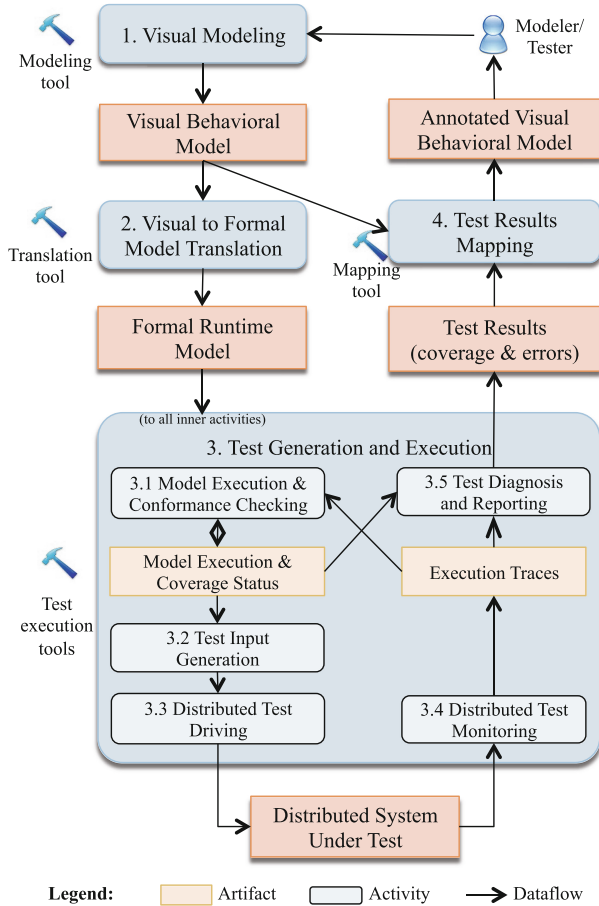 1. Visual Modeling
Modeler/
Tester
Modeling
tool
Visual Behavioral
Model
Annotated Visual
Behavioral Model
2. Visual to Formal
Model Translation
4. Test Results
Mapping
Translation
tool
Mapping
tool
Formal Runtime
Model
Test Results
(coverage & errors)
(to all inner activities)
3. Test Generation and Execution
3.1 Model Execution &
Conformance Checking
3.5 Test Diagnosis
and Reporting
Model Execution &
Coverage Status
Execution Traces
Test
execution
tools
3.2 Test Input
Generation
3.3 Distributed Test
Driving
3.4 Distributed Test
Monitoring
Distributed System
Under Test
Legend:
Artifact
Activity
Dataflow